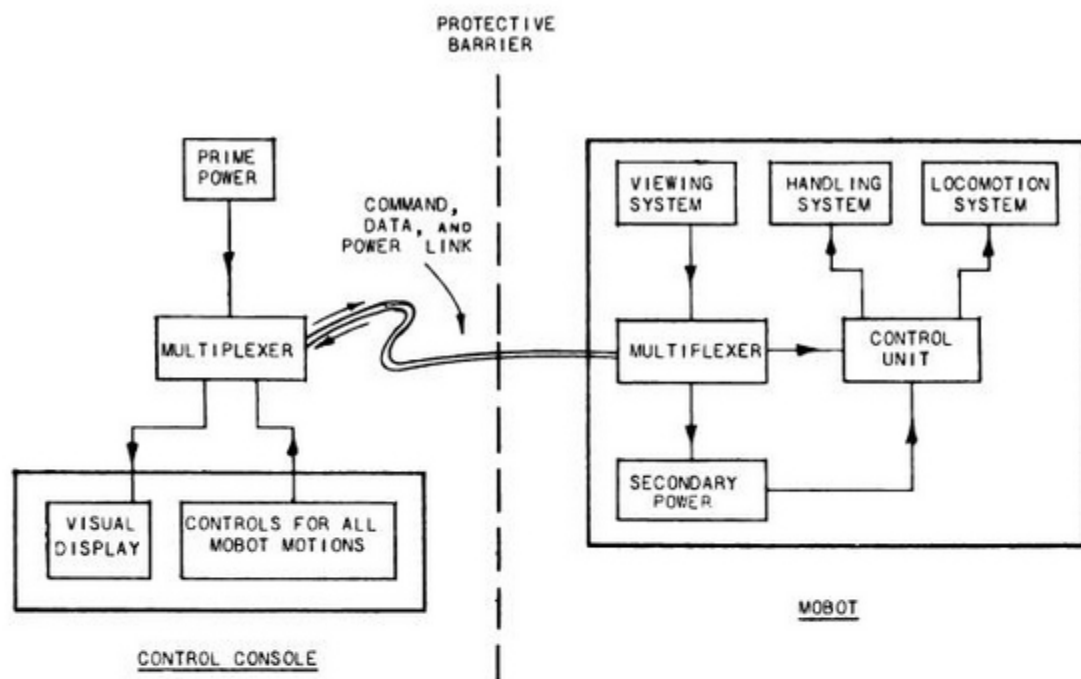 PROTECTIVE
BARRIER
PRIME
POWER
COMMAND,
DATA, AND
POWER LINK
MULTIPLEXER
VISUAL
DISPLAY
CONTROLS FOR ALL
MOBOT MOTIONS
CONTROL CONSOLE
VIEWING
SYSTEM
HANDLING
SYSTEM
LOCOMOTION
SYSTEM
MULTIFLEXER
CONTROL
UNIT
SECONDARY
POWER
MOBOT